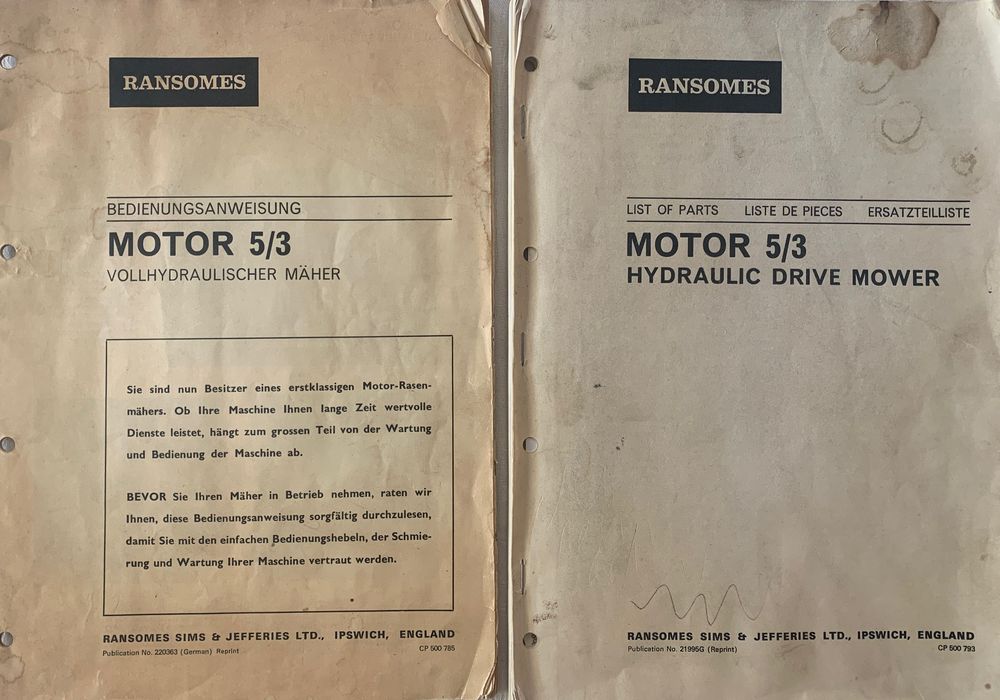 RANSOMES
BEDIENUNGSANWEISUNG
MOTOR 5/3
VOLLHYDRAULISCHER MÄHER
Sie sind nun Besitzer eines erstklassigen Motor-Rasen-
mähers. Ob Ihre Maschine Ihnen lange Zeit wertvolle
Dienste leistet, hängt zum grossen Teil von der Wartung
und Bedienung der Maschine ab.
BEVOR Sie Ihren Mäher in Betrieb nehmen, raten wir
Ihnen, diese Bedienungsanweisung sorgfältig durchzulesen,
damit Sie mit den einfachen Bedienungshebeln, der Schmie-
rung und Wartung Ihrer Maschine vertraut werden.
RANSOMES SIMS & JEFFERIES LTD., IPSWICH, ENGLAND
Publication No. 220363 (German) Reprint CP 500 785
RANSOMES
LIST OF PARTS LISTE DE PIECES ERSATZTEILLISTE
MOTOR 5/3
HYDRAULIC DRIVE MOWER
RANSOMES SIMS & JEFFERIES LTD., IPSWICH, ENGLAND
Publication No. 21995G (Reprint) CP 500 793